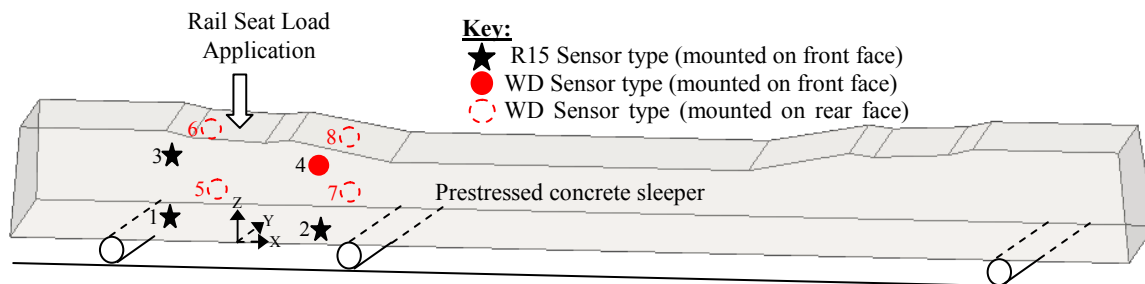 Rail Seat Load
Application
Key:
R15 Sensor type (mounted on front face)
WD Sensor type (mounted on front face)
WD Sensor type (mounted on rear face)
6
8
3
4
5
7
Prestressed concrete sleeper
Z
Y
1
2
X